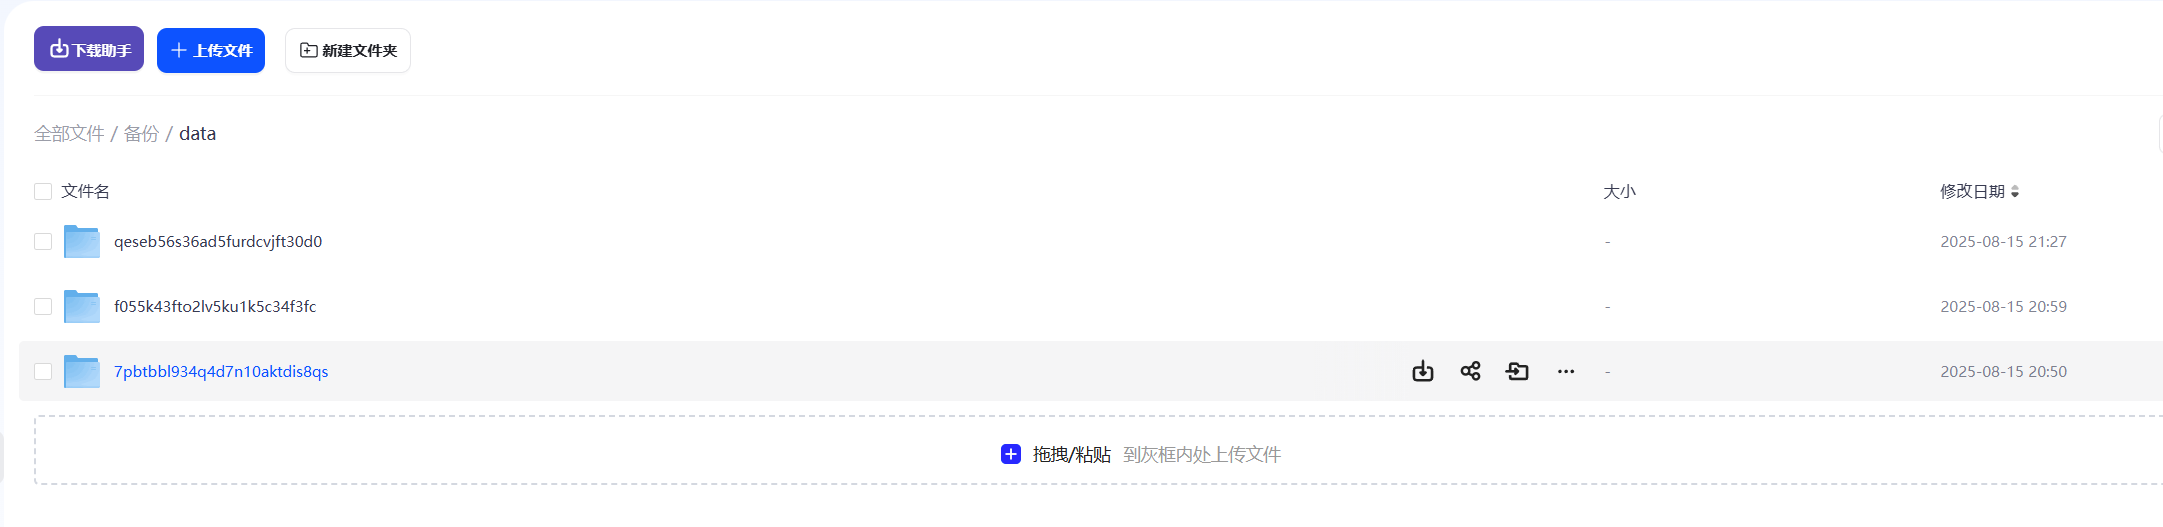 下载助手 上传文件 新建文件夹
全部文件 / 备份 / data
文件名 大小 修改日期
qeseb56s36ad5furdcvjft30d0 - 2025-08-15 21:27
f055k43fto2lv5ku1k5c34f3fc - 2025-08-15 20:59
7pbtbbl934q4d7n10aktdis8qs - 2025-08-15 20:50
拖拽/粘贴 到灰框内处上传文件